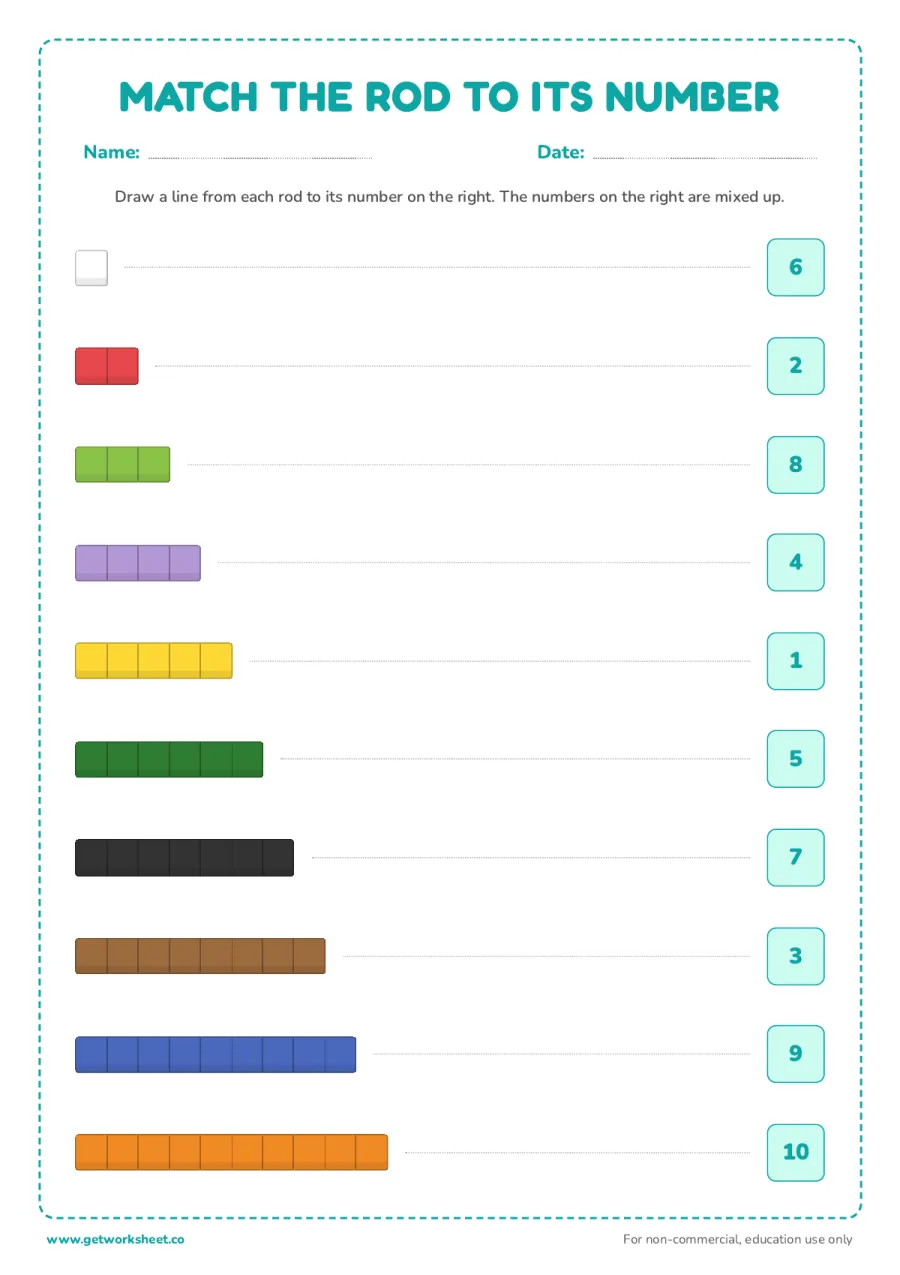 MATCH THE ROD TO ITS NUMBER
Name: Date:
Draw a line from each rod to its number on the right. The numbers on the right are mixed up.
6
2
8
4
1
5
7
3
9
10
www.getworksheet.co For non-commercial, education use only